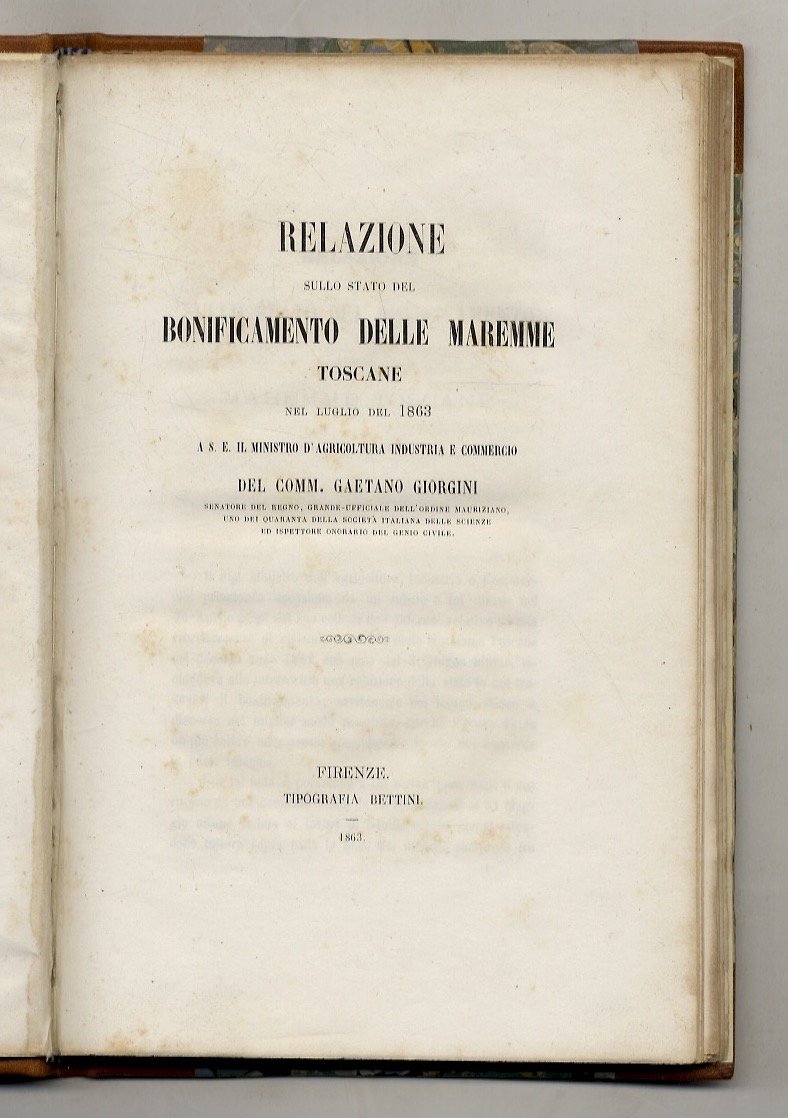 RELAZIONE
SULLO STATO DEL
BONIFICAMENTO DELLE MAREMME
TOSCANE
NEL LUGLIO DEL 1863
A S. E. IL MINISTRO D'AGRICOLTURA INDUSTRIA E COMMERCIO
DEL COMM. GAETANO GIORGINI
SENATORE DEL REGNO, GRANDE-UFFICIALE DELL'ORDINE MAURIZIANO,
UNO DEI QUARANTA DELLA SOCIETÀ ITALIANA DELLE SCIENZE
ED ISPETTORE ONORARIO DEL GENIO CIVILE.
FIRENZE.
TIPOGRAFIA BETTINI.
1863.